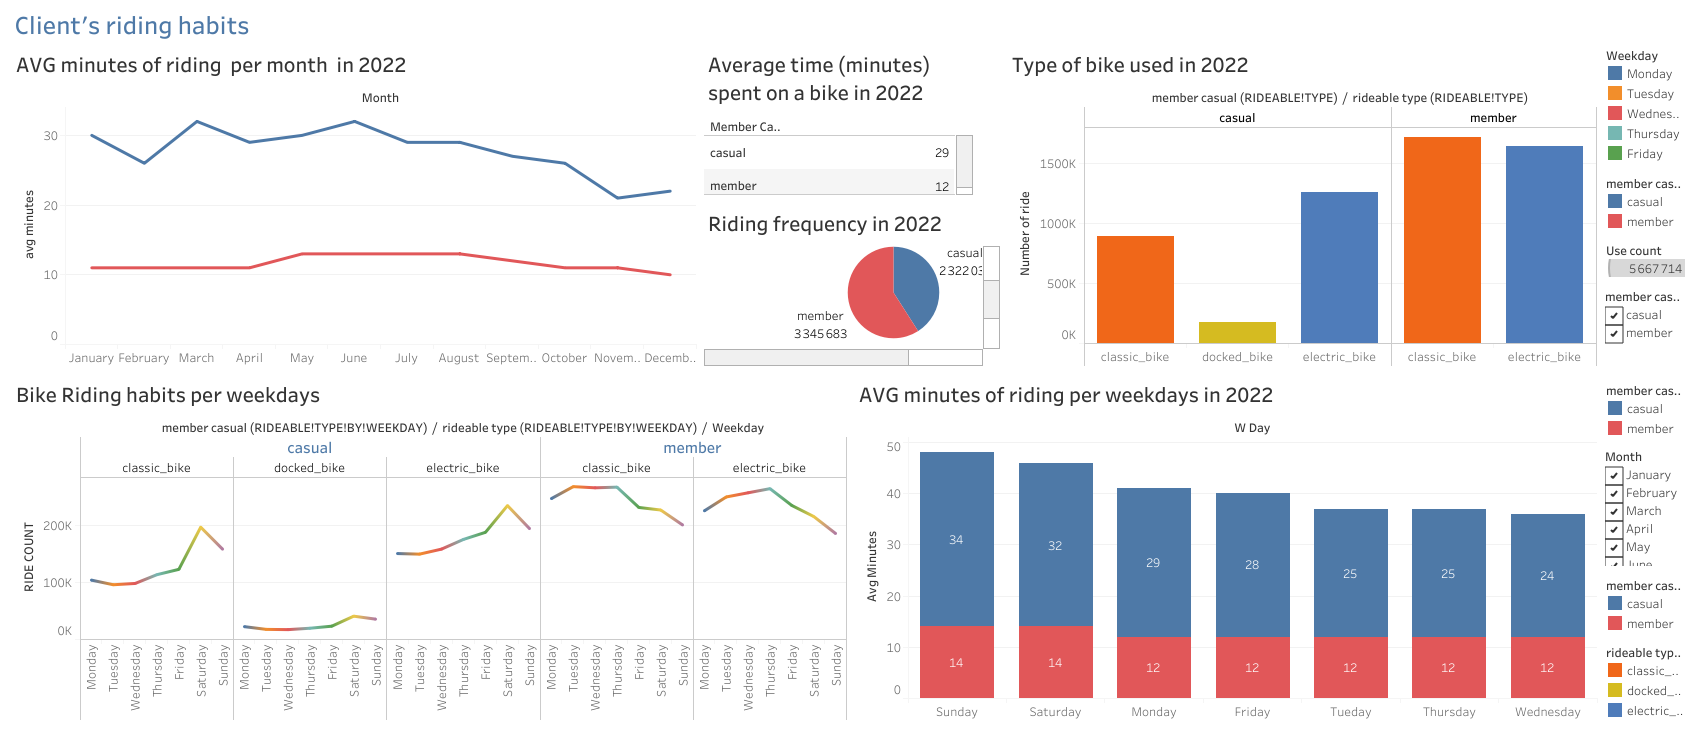 Client's riding habits
AVG minutes of riding per month in 2022
Month
avg minutes
30
20
10
0
January February March April May June July August Septem.. October Novem.. Decemb..
Average time (minutes)
spent on a bike in 2022
Member Ca..
casual 29
member 12
Riding frequency in 2022
casual
232203
member
3345683
Type of bike used in 2022
member casual (RIDEABLE!TYPE) / rideable type (RIDEABLE!TYPE)
casual member
Number of ride
1500K
1000K
500K
0K
classic_bike docked_bike electric_bike classic_bike electric_bike
Weekday
Monday
Tuesday
Wednes..
Thursday
Friday
member cas..
casual
member
Use count
5667714
member cas..
casual
member
Bike Riding habits per weekdays
member casual (RIDEABLE!TYPE!BY!WEEKDAY) / rideable type (RIDEABLE!TYPE!BY!WEEKDAY) / Weekday
casual member
classic_bike docked_bike electric_bike classic_bike electric_bike
RIDE COUNT
200K
100K
0K
Monday Tuesday Wednesday Thursday Friday Saturday Sunday Monday Tuesday Wednesday Thursday Friday Saturday Sunday Monday Tuesday Wednesday Thursday Friday Saturday Sunday Monday Tuesday Wednesday Thursday Friday Saturday Sunday Monday Tuesday Wednesday Thursday Friday Saturday Sunday
AVG minutes of riding per weekdays in 2022
W Day
Avg Minutes
50
40
30
20
10
0
34 32 29 28 25 25 24
14 14 12 12 12 12 12
Sunday Saturday Monday Friday Tueday Thursday Wednesday
member cas..
casual
member
Month
January
February
March
April
May
June
member cas..
casual
member
rideable typ..
classic_..
docked_..
electric_..